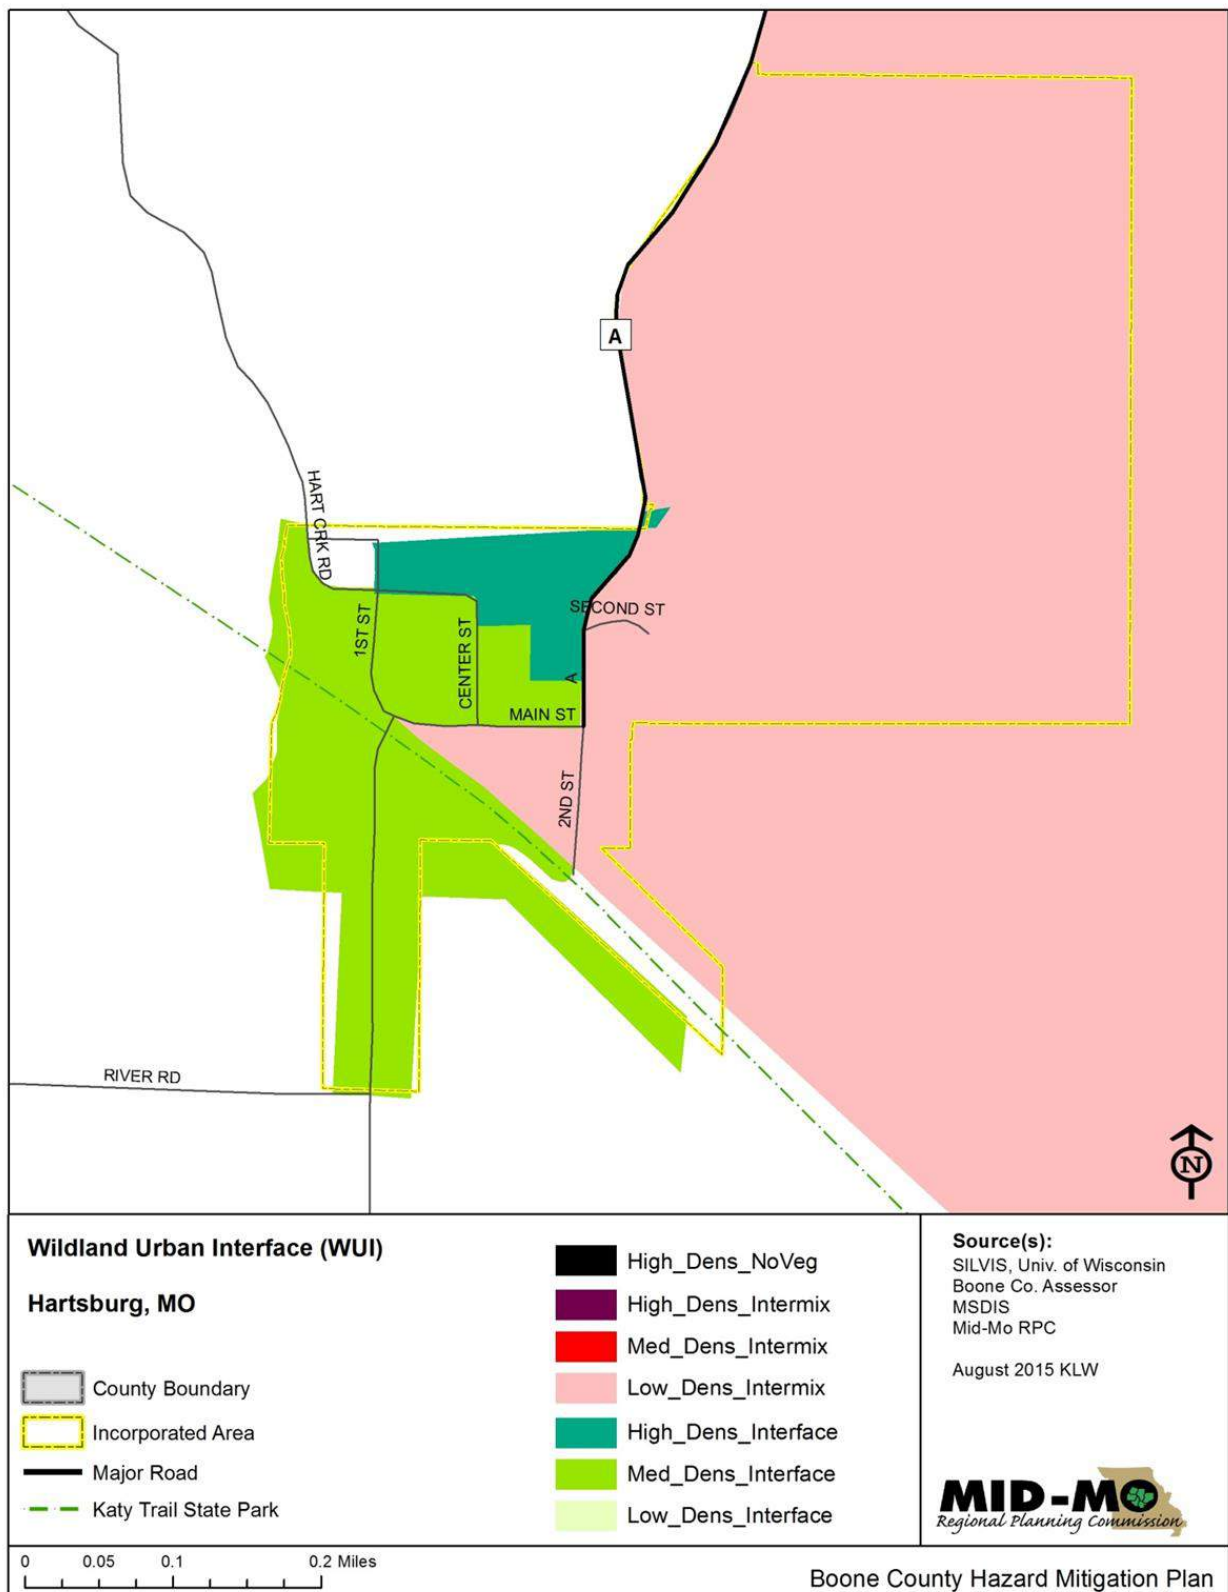 A
HART CRK RD
SECOND ST
1ST ST
CENTER ST
A
MAIN ST
2ND ST
RIVER RD
N
Wildland Urban Interface (WUI)
Hartsburg, MO
County Boundary
Incorporated Area
Major Road
Katy Trail State Park
High_Dens_NoVeg
High_Dens_Intermix
Med_Dens_Intermix
Low_Dens_Intermix
High_Dens_Interface
Med_Dens_Interface
Low_Dens_Interface
Source(s):
SILVIS, Univ. of Wisconsin
Boone Co. Assessor
MSDIS
Mid-Mo RPC
August 2015 KLW
MID-MO
Regional Planning Commission
0 0.05 0.1 0.2 Miles
Boone County Hazard Mitigation Plan